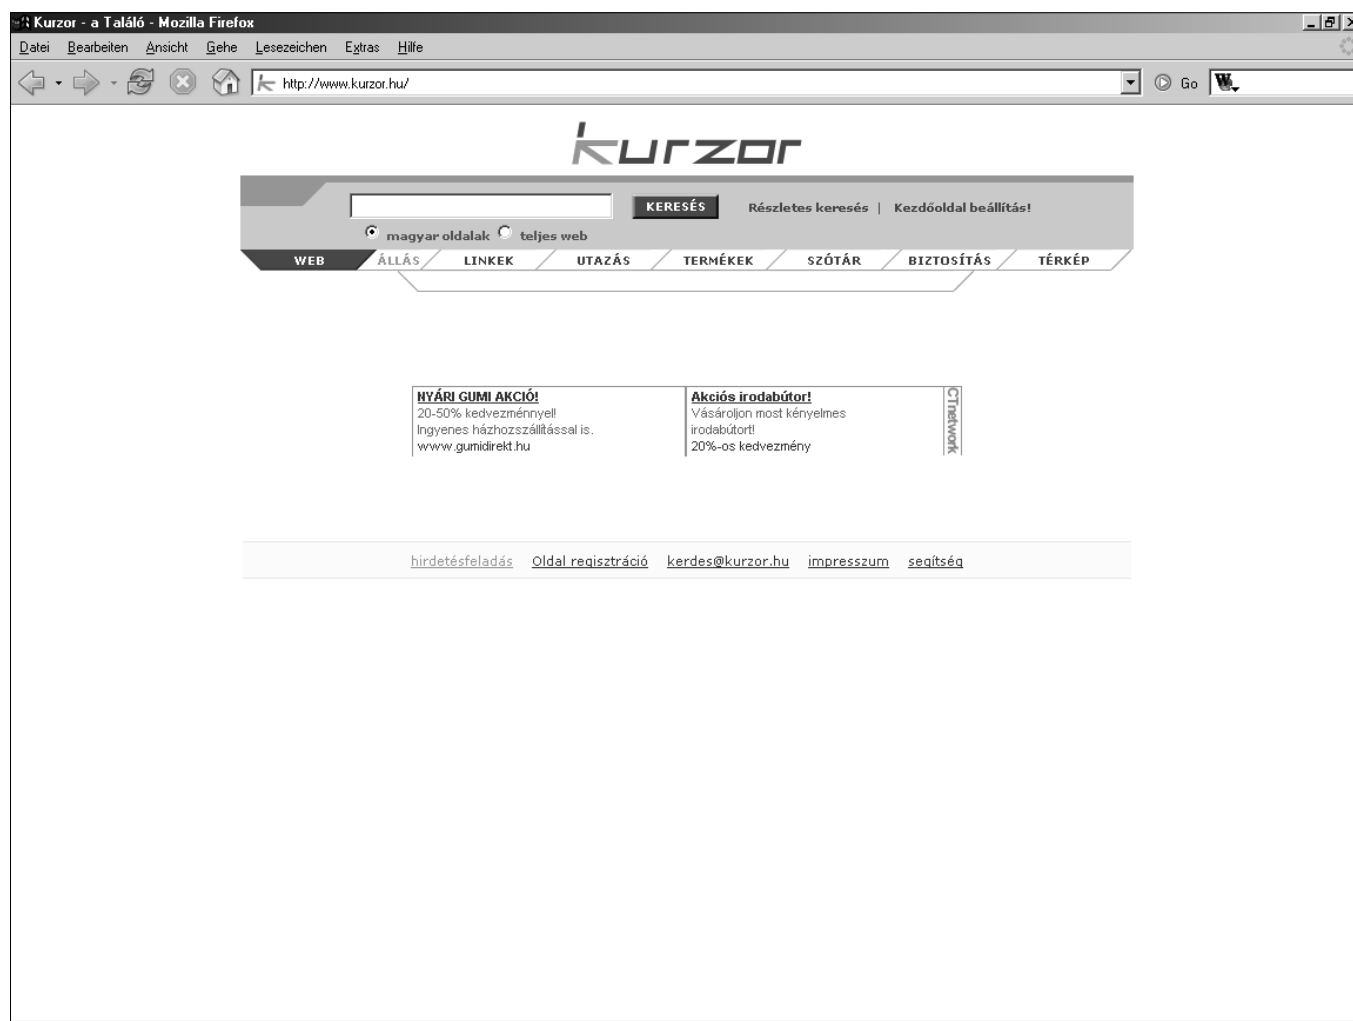 Kurzor - a Találó - Mozilla Firefox
Datei Bearbeiten Ansicht Gehe Lesezeichen Extras Hilfe
http://www.kurzor.hu/ Go W
kurzor
KERESÉS Részletes keresés | Kezdőoldal beállítás!
magyar oldalak teljes web
WEB ÁLLÁS LINKEK UTAZÁS TERMÉKEK SZÓTÁR BIZTOSÍTÁS TÉRKÉP
NYÁRI GUMI AKCIÓ!
20-50% kedvezménnyel!
Ingyenes házhozszállítással is.
www.gumidirekt.hu
Akciós irodabútor!
Vásároljon most kényelmes
irodabútort!
20%-os kedvezmény
CTnetwork
hirdetésfeladás Oldal regisztráció kerdes@kurzor.hu impresszum segítség